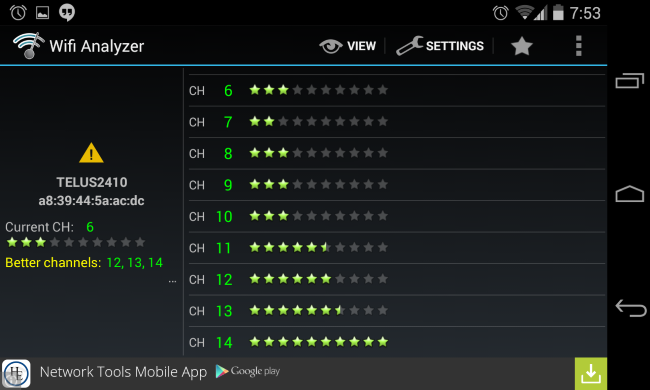 7:53
Wifi Analyzer
VIEW
SETTINGS
TELUS2410
a8:39:44:5a:ac:dc
Current CH: 6
Better channels: 12, 13, 14
...
CH 6
CH 7
CH 8
CH 9
CH 10
CH 11
CH 12
CH 13
CH 14
Network Tools Mobile App Google play